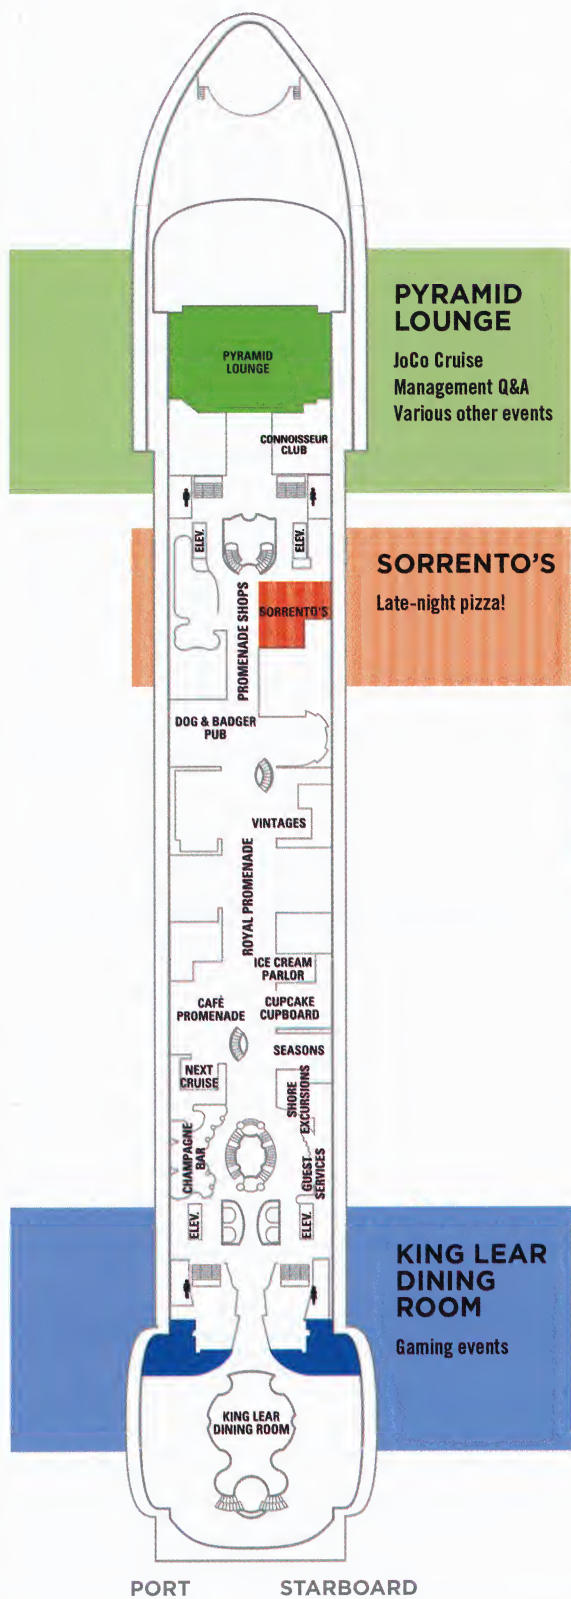 PYRAMID
LOUNGE
JoCo Cruise
Management Q&A
Various other events
PYRAMID
LOUNGE
CONNOISSEUR
CLUB
ELEV.
ELEV.
SORRENTO'S
Late-night pizza!
PROMENADE SHOPS
SORRENTO'S
DOG & BADGER
PUB
VINTAGES
ROYAL PROMENADE
ICE CREAM
PARLOR
CAFÉ
PROMENADE
CUPCAKE
CUPBOARD
SEASONS
NEXT
CRUISE
SHORE
EXCURSIONS
CHAMPAGNE
BAR
GUEST
SERVICES
ELEV.
ELEV.
KING LEAR
DINING
ROOM
Gaming events
KING LEAR
DINING ROOM
PORT
STARBOARD